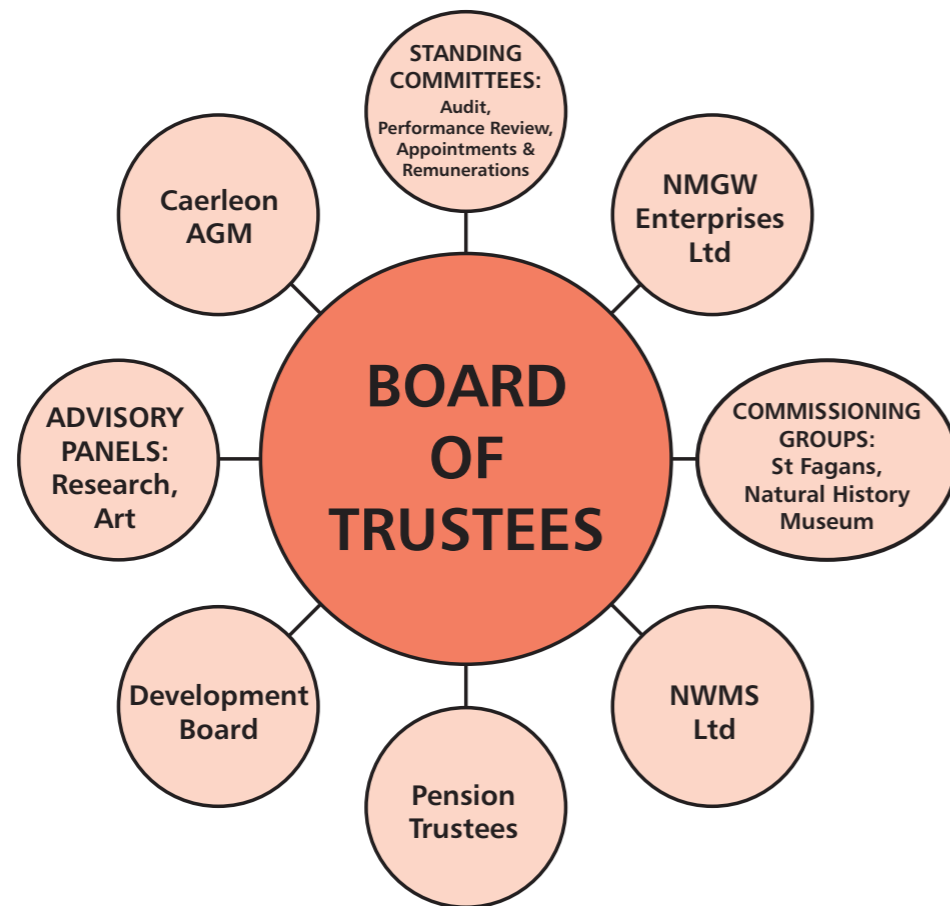 STANDING
COMMITTEES:
Audit,
Performance Review,
Appointments &
Remunerations
NMGW
Enterprises
Ltd
COMMISSIONING
GROUPS:
St Fagans,
Natural History
Museum
NWMS
Ltd
Pension
Trustees
Development
Board
ADVISORY
PANELS:
Research,
Art
Caerleon
AGM
BOARD
OF
TRUSTEES